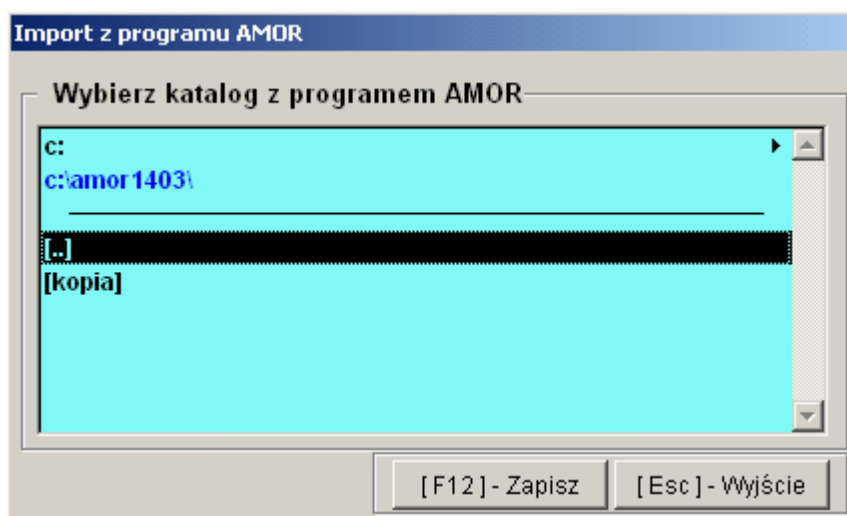 Import z programu AMOR
Wybierz katalog z programem AMOR
c:
c:\amor1403\
[..]
[kopia]
[F12] - Zapisz
[Esc] - Wyjście